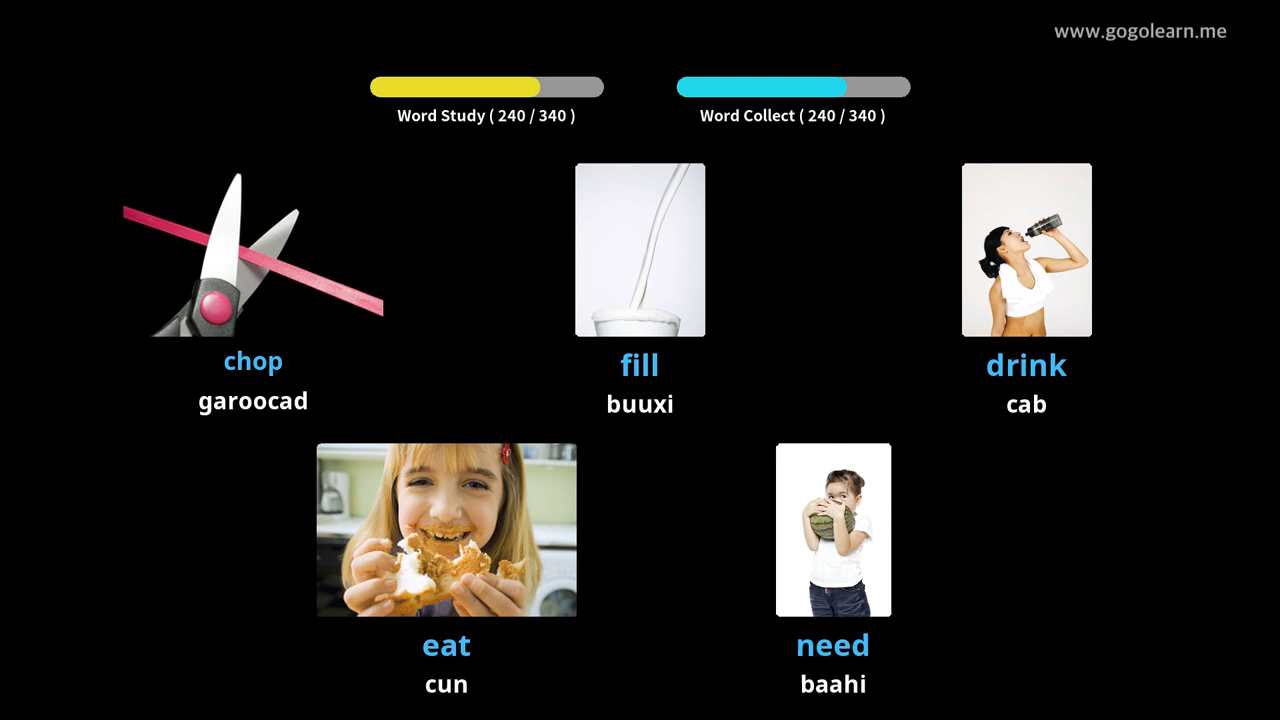 www.gogolearn.me
Word Study ( 240 / 340 )
Word Collect ( 240 / 340 )
chop
garoocad
fill
buuxi
drink
cab
eat
cun
need
baahi